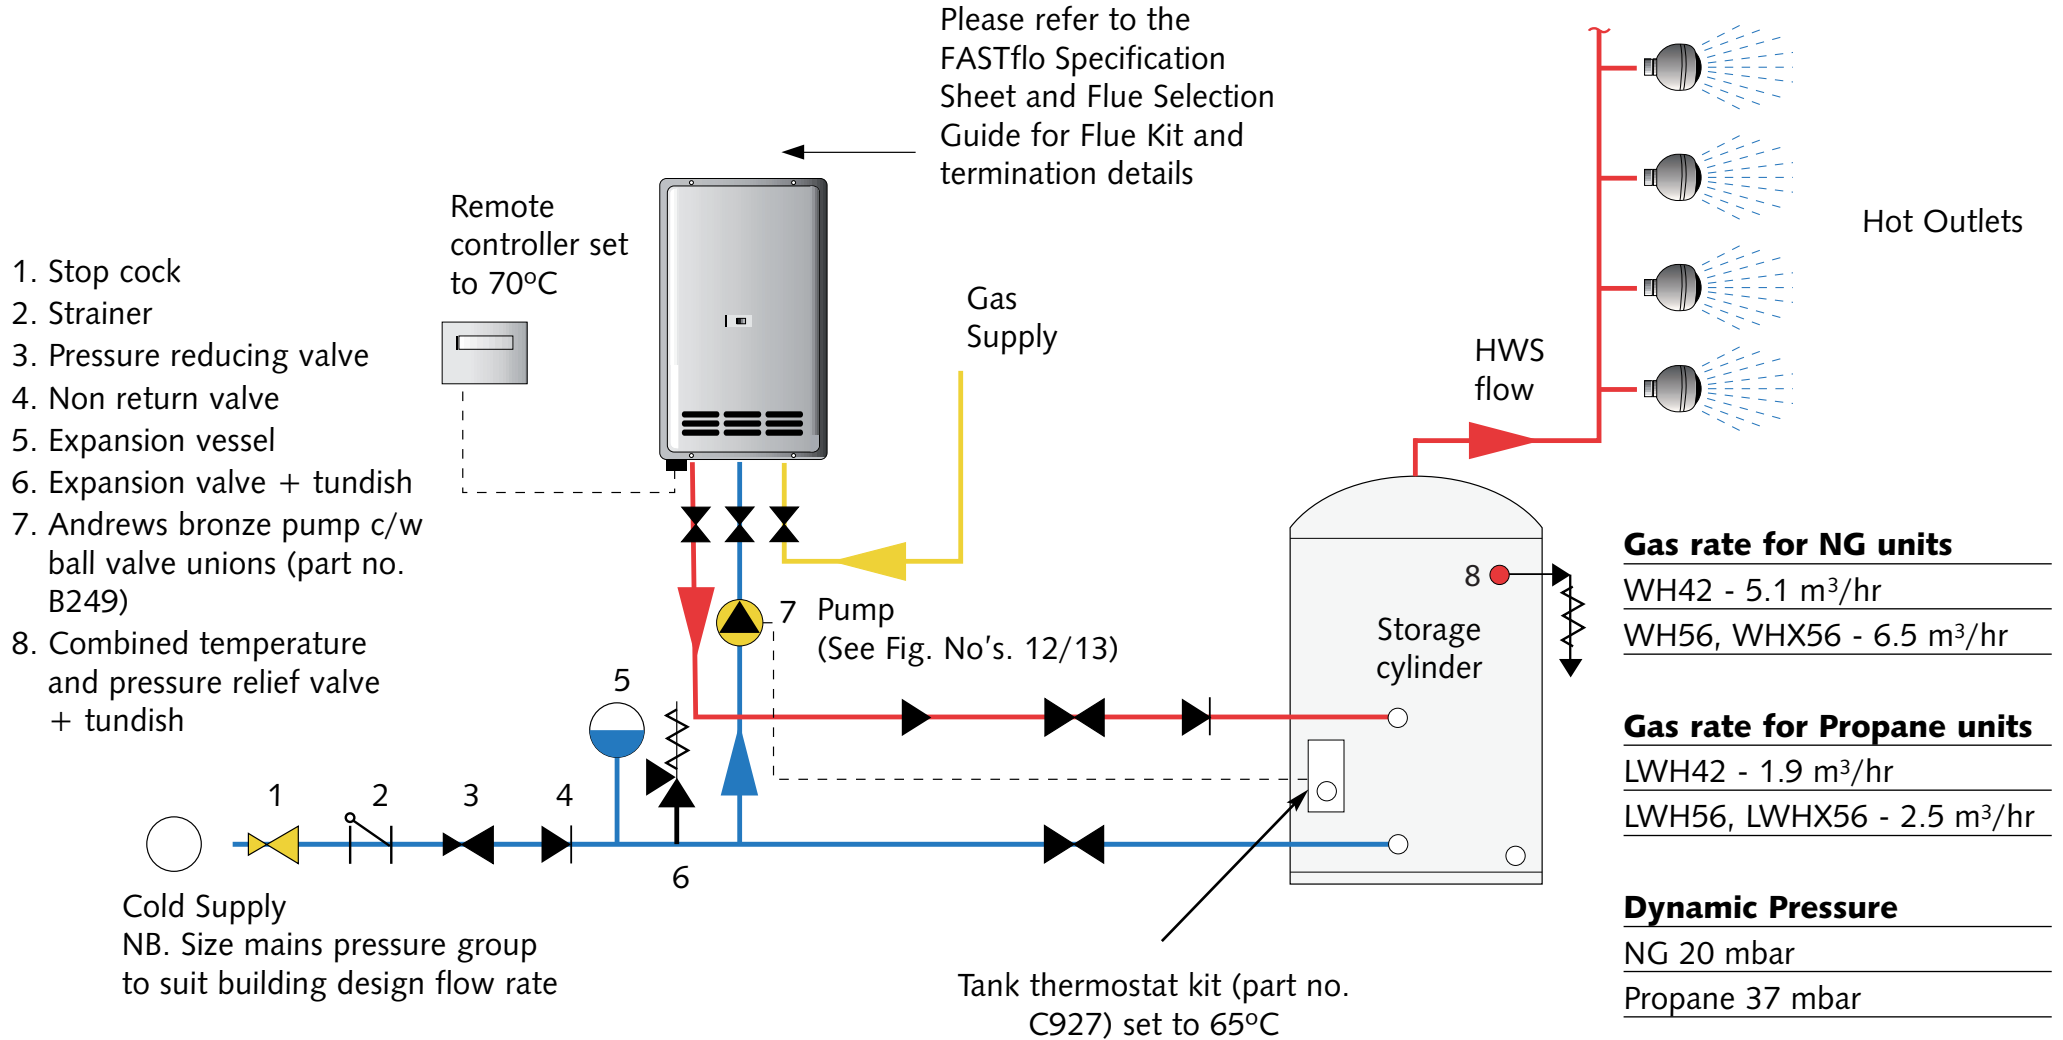 Please refer to the
FASTflo Specification
Sheet and Flue Selection
Guide for Flue Kit and
termination details
Remote
controller set
to 70ºC
1. Stop cock
2. Strainer
3. Pressure reducing valve
4. Non return valve
5. Expansion vessel
6. Expansion valve + tundish
7. Andrews bronze pump c/w
ball valve unions (part no.
B249)
8. Combined temperature
and pressure relief valve
+ tundish
Gas
Supply
Hot Outlets
HWS
flow
7
Pump
(See Fig. No's. 12/13)
8
Storage
cylinder
5
1
2
3
4
6
Cold Supply
NB. Size mains pressure group
to suit building design flow rate
Tank thermostat kit (part no.
C927) set to 65ºC
Gas rate for NG units
WH42 - 5.1 m³/hr
WH56, WHX56 - 6.5 m³/hr
Gas rate for Propane units
LWH42 - 1.9 m³/hr
LWH56, LWHX56 - 2.5 m³/hr
Dynamic Pressure
NG 20 mbar
Propane 37 mbar